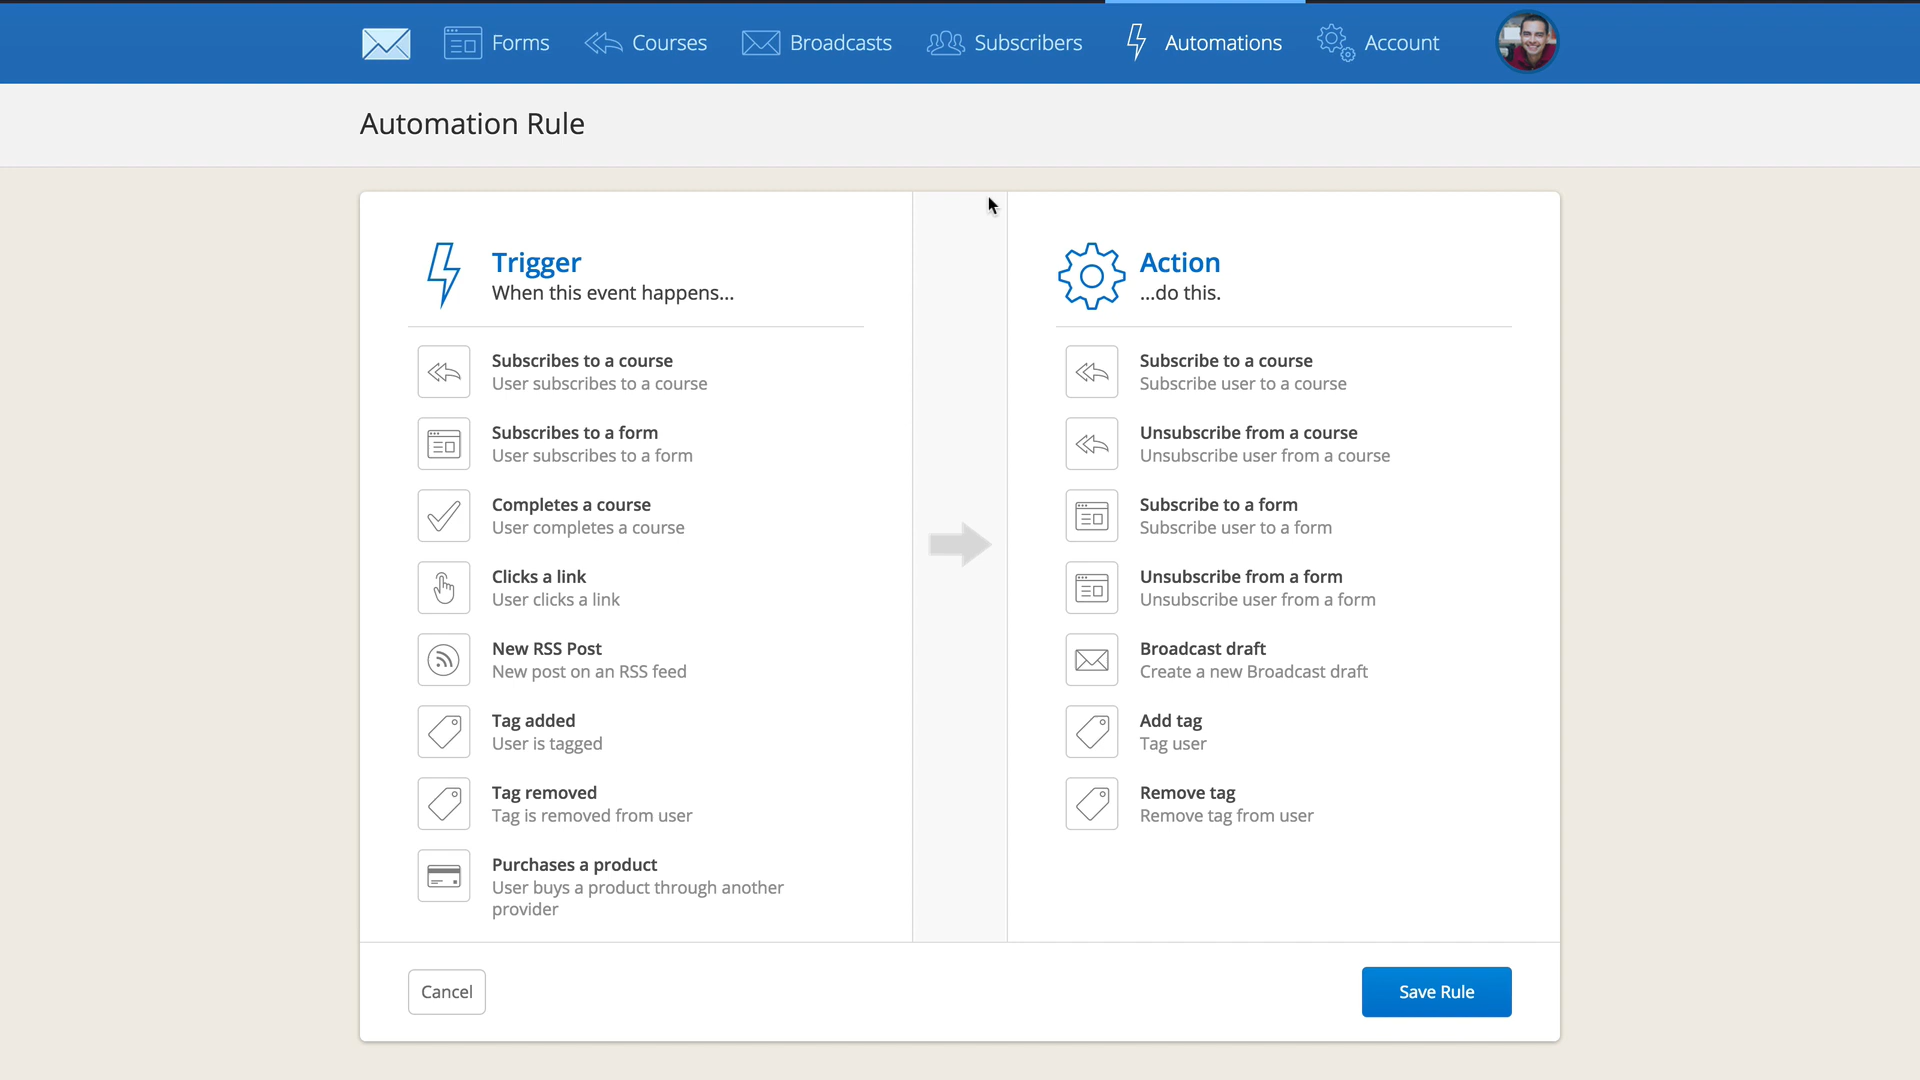 Forms
Courses
Broadcasts
Subscribers
Automations
Account
Automation Rule
Trigger
When this event happens...
Subscribes to a course
User subscribes to a course
Subscribes to a form
User subscribes to a form
Completes a course
User completes a course
Clicks a link
User clicks a link
New RSS Post
New post on an RSS feed
Tag added
User is tagged
Tag removed
Tag is removed from user
Purchases a product
User buys a product through another
provider
Action
...do this.
Subscribe to a course
Subscribe user to a course
Unsubscribe from a course
Unsubscribe user from a course
Subscribe to a form
Subscribe user to a form
Unsubscribe from a form
Unsubscribe user from a form
Broadcast draft
Create a new Broadcast draft
Add tag
Tag user
Remove tag
Remove tag from user
Cancel
Save Rule